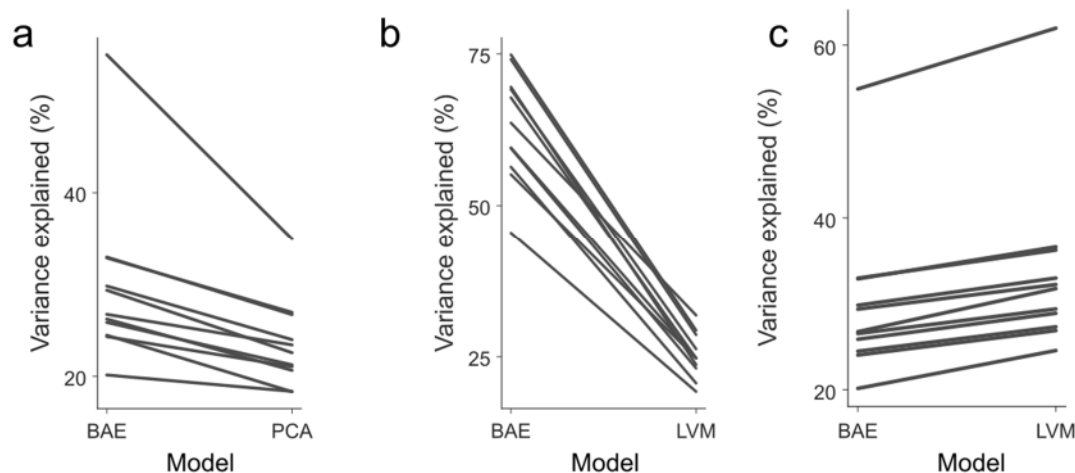 a
Variance explained (%)
40
20
BAE PCA
Model
b
Variance explained (%)
75
50
25
BAE LVM
Model
c
Variance explained (%)
60
40
20
BAE LVM
Model